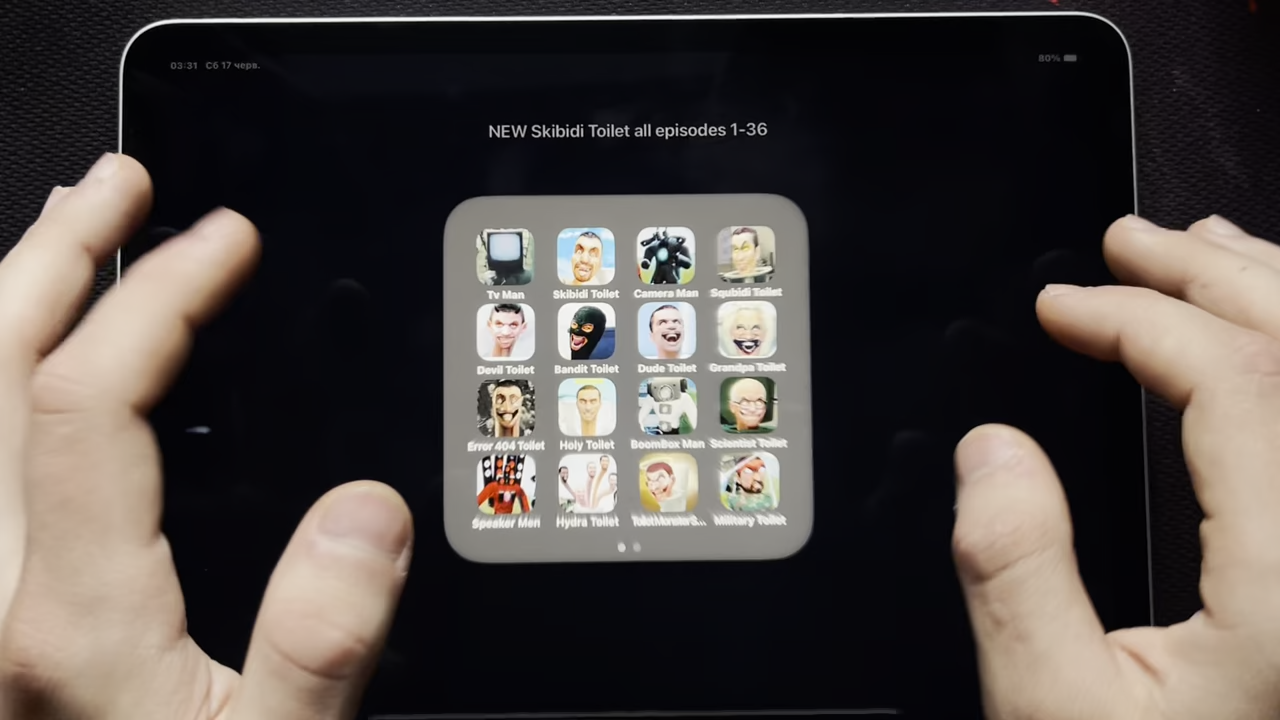 03:31 Сб 17 черв.
80%
NEW Skibidi Toilet all episodes 1-36
Tv Man Skibidi Toilet Camera Man Squbidi Toilet
Devil Toilet Bandit Toilet Dude Toilet Grandpa Toilet
Error 404 Toilet Holy Toilet BoomBox Man Scientist Toilet
Speaker Men Hydra Toilet ToiletMonsterS... Military Toilet